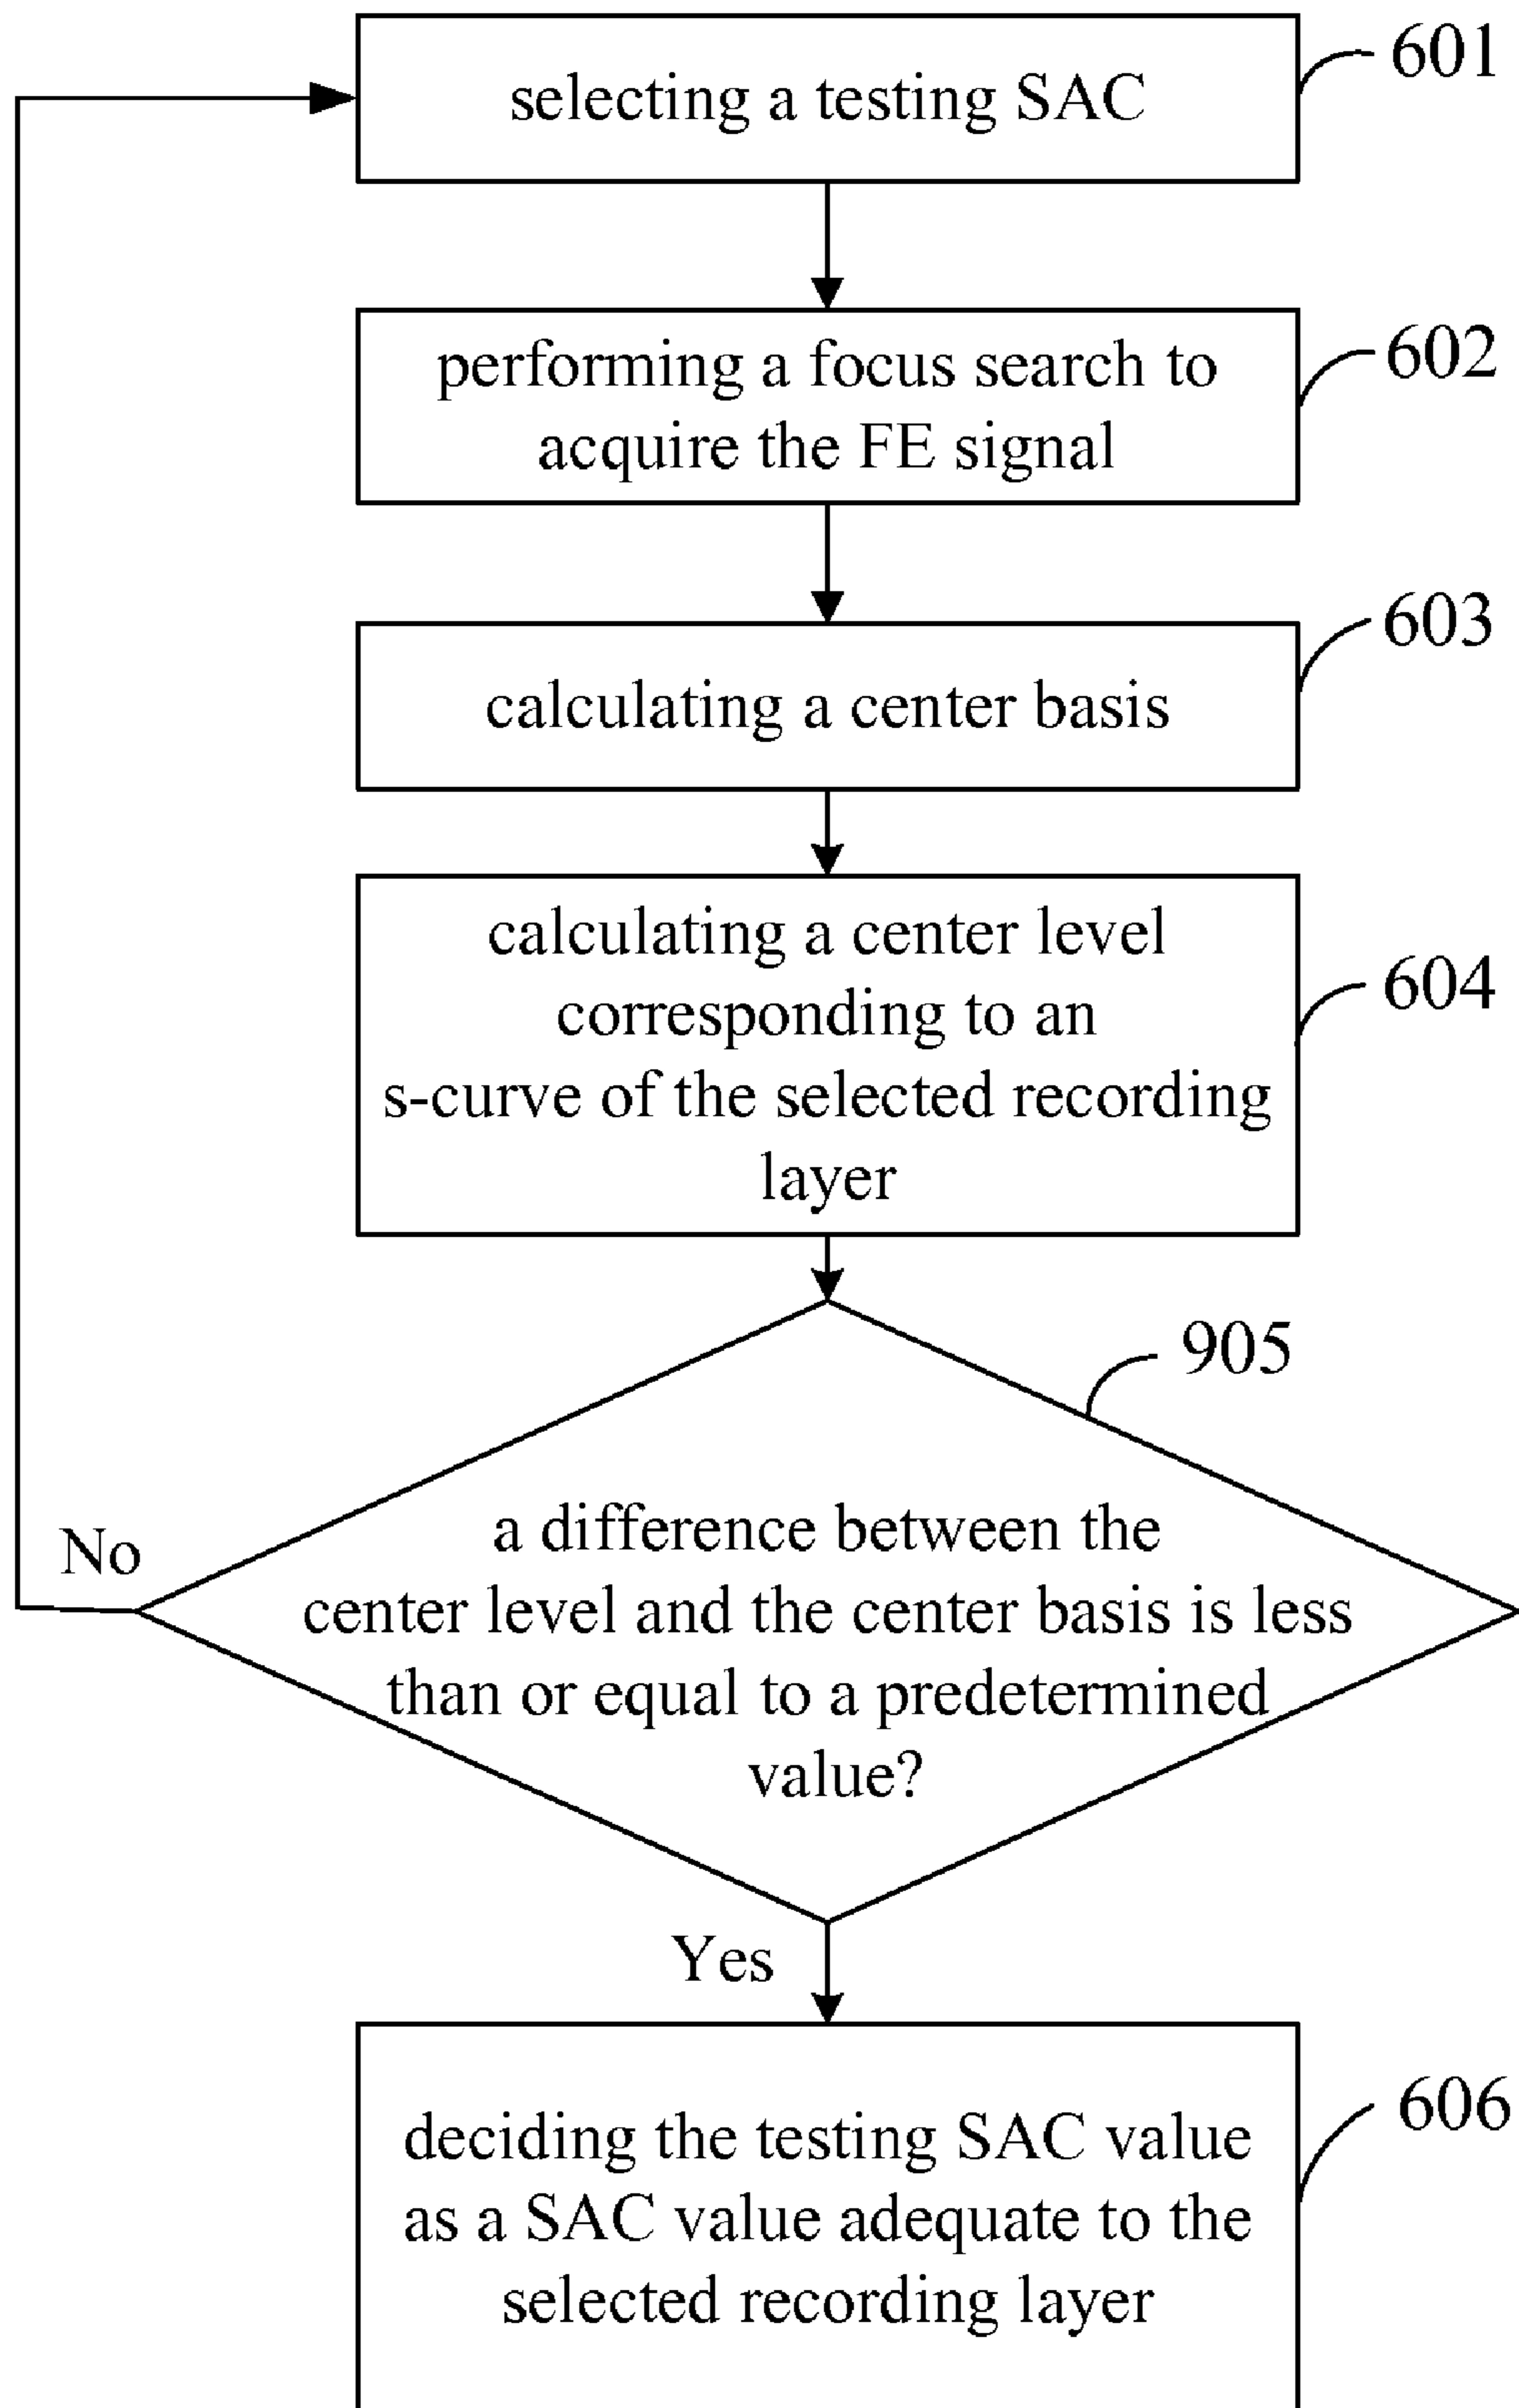 selecting a testing SAC
601
performing a focus search to
acquire the FE signal
602
calculating a center basis
603
calculating a center level
corresponding to an
s-curve of the selected recording
layer
604
905
a difference between the
center level and the center basis is less
than or equal to a predetermined
value?
No
Yes
deciding the testing SAC value
as a SAC value adequate to the
selected recording layer
606